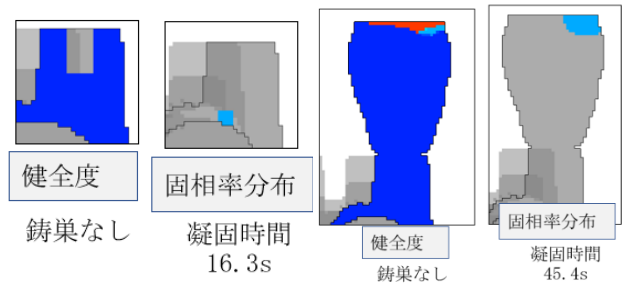 健全度
鋳巣なし
固相率分布
凝固時間
16.3s
健全度
鋳巣なし
固相率分布
凝固時間
45.4s